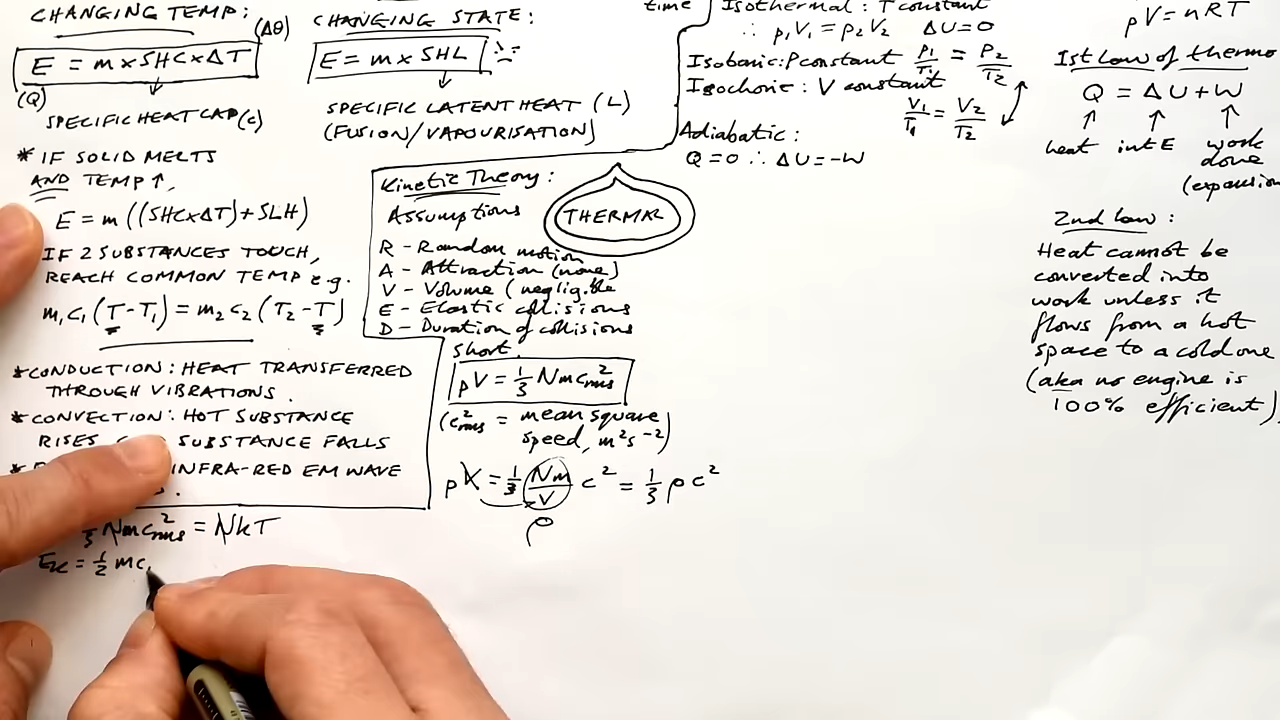 CHANGING TEMP:
(Δθ)
E = m×SHC×ΔT
(Q)
SPECIFIC HEAT CAP (c)
* IF SOLID MELTS
AND TEMP↑,
E = m((SHC×ΔT)+SLH)
IF 2 SUBSTANCES TOUCH,
REACH COMMON TEMP e.g.
m₁c₁(T-T₁) = m₂c₂(T₂-T)
CHANGING STATE:
E = m × SHL
SPECIFIC LATENT HEAT (L)
(FUSION/VAPOURISATION)
*CONDUCTION: HEAT TRANSFERRED
THROUGH VIBRATIONS.
*CONVECTION: HOT SUBSTANCE
RISES SUBSTANCE FALLS
* INFRA-RED EM WAVE
Nmc²rms = NkT
Ek = ½ mc
Kinetic Theory:
Assumptions
R - Random motion
A - Attraction (none)
V - Volume (negligible
E - Elastic collisions
D - Duration of collisions
short.
pV = ⅓ Nmc²rms
(c²rms = mean square
speed, m²s⁻²)
pV = ⅓ Nm/V c² = ⅓ ρc²
ρ
THERMAL
time
Isothermal: T constant
∴ p₁V₁ = p₂V₂ ΔU=0
Isobaric: P constant P₁/T₁ = P₂/T₂
Isochoric: V constant
V₁/T₁ = V₂/T₂
Adiabatic:
Q=0 ∴ ΔU=-W
pV = nRT
1st Law of thermo
Q = ΔU+W
heat int E work
done
(expansion
2nd law:
Heat cannot be
converted into
work unless it
flows from a hot
space to a cold one
(aka no engine is
100% efficient)